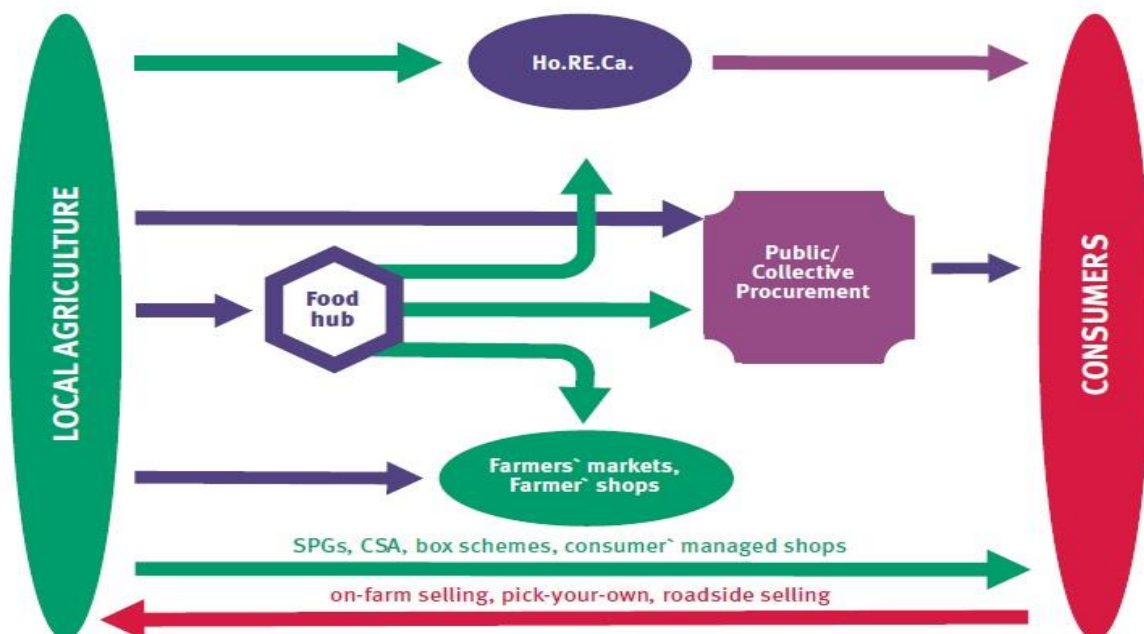 Ho.RE.Ca.
LOCAL AGRICULTURE
Public/
Collective
Procurement
CONSUMERS
Food
hub
Farmers` markets,
Farmer` shops
SPGs, CSA, box schemes, consumer` managed shops
on-farm selling, pick-your-own, roadside selling